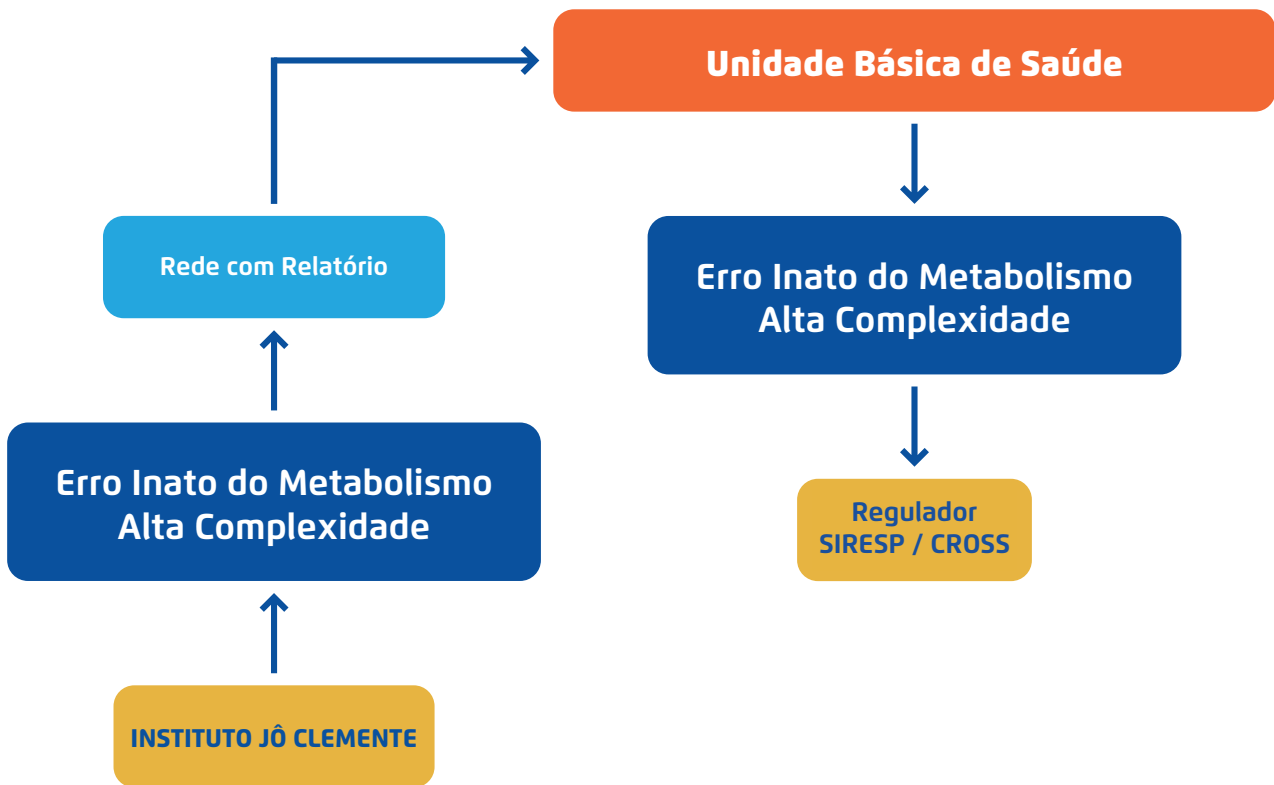 Unidade Básica de Saúde
Rede com Relatório
Erro Inato do Metabolismo
Alta Complexidade
Erro Inato do Metabolismo
Alta Complexidade
Regulador
SIRESP / CROSS
INSTITUTO JÔ CLEMENTE